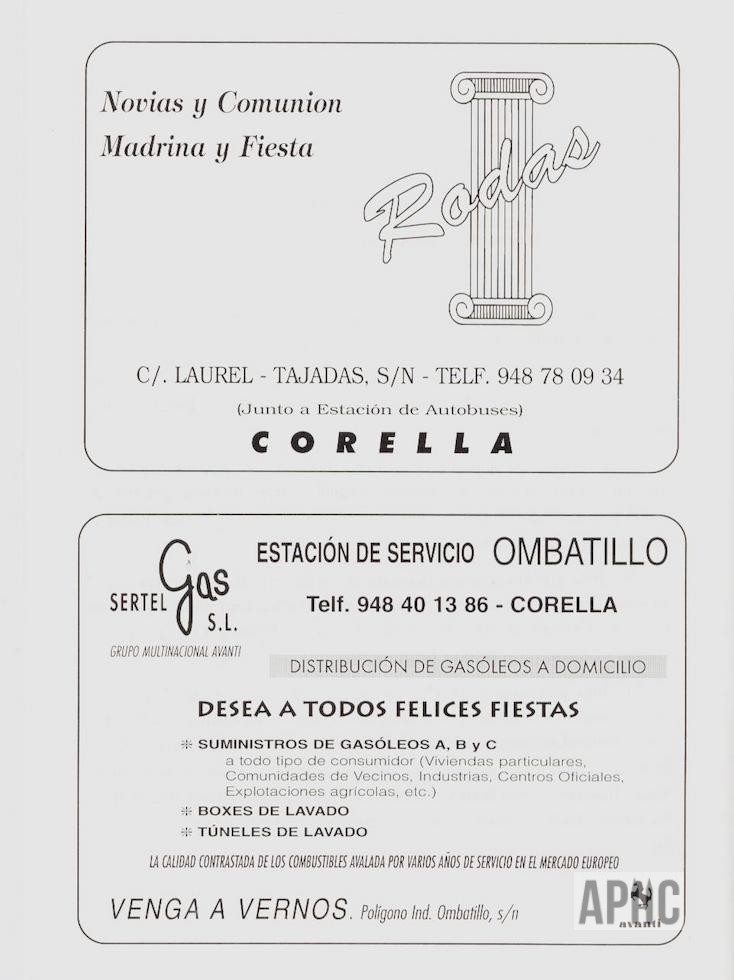 Novias y Comunion
Madrina y Fiesta
Rodas
C/. LAUREL - TAJADAS, S/N - TELF. 948 78 09 34
(Junto a Estación de Autobuses)
CORELLA
SERTEL Gas S.L.
GRUPO MULTINACIONAL AVANTI
ESTACIÓN DE SERVICIO OMBATILLO
Telf. 948 40 13 86 - CORELLA
DISTRIBUCIÓN DE GASÓLEOS A DOMICILIO
DESEA A TODOS FELICES FIESTAS
❈ SUMINISTROS DE GASÓLEOS A, B y C
a todo tipo de consumidor (Viviendas particulares,
Comunidades de Vecinos, Industrias, Centros Oficiales,
Explotaciones agrícolas, etc.)
❈ BOXES DE LAVADO
❈ TÚNELES DE LAVADO
LA CALIDAD CONTRASTADA DE LOS COMBUSTIBLES AVALADA POR VARIOS AÑOS DE SERVICIO EN EL MERCADO EUROPEO
VENGA A VERNOS. Polígono Ind. Ombatillo, s/n
APHC
avanti